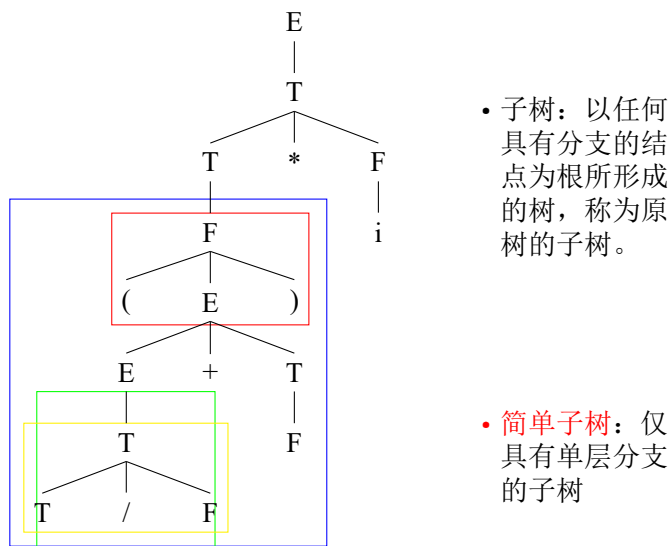 E
T
T * F
F i
( E )
E + T
T F
T / F
• 子树：以任何
具有分支的结
点为根所形成
的树，称为原
树的子树。
• 简单子树：仅
具有单层分支
的子树